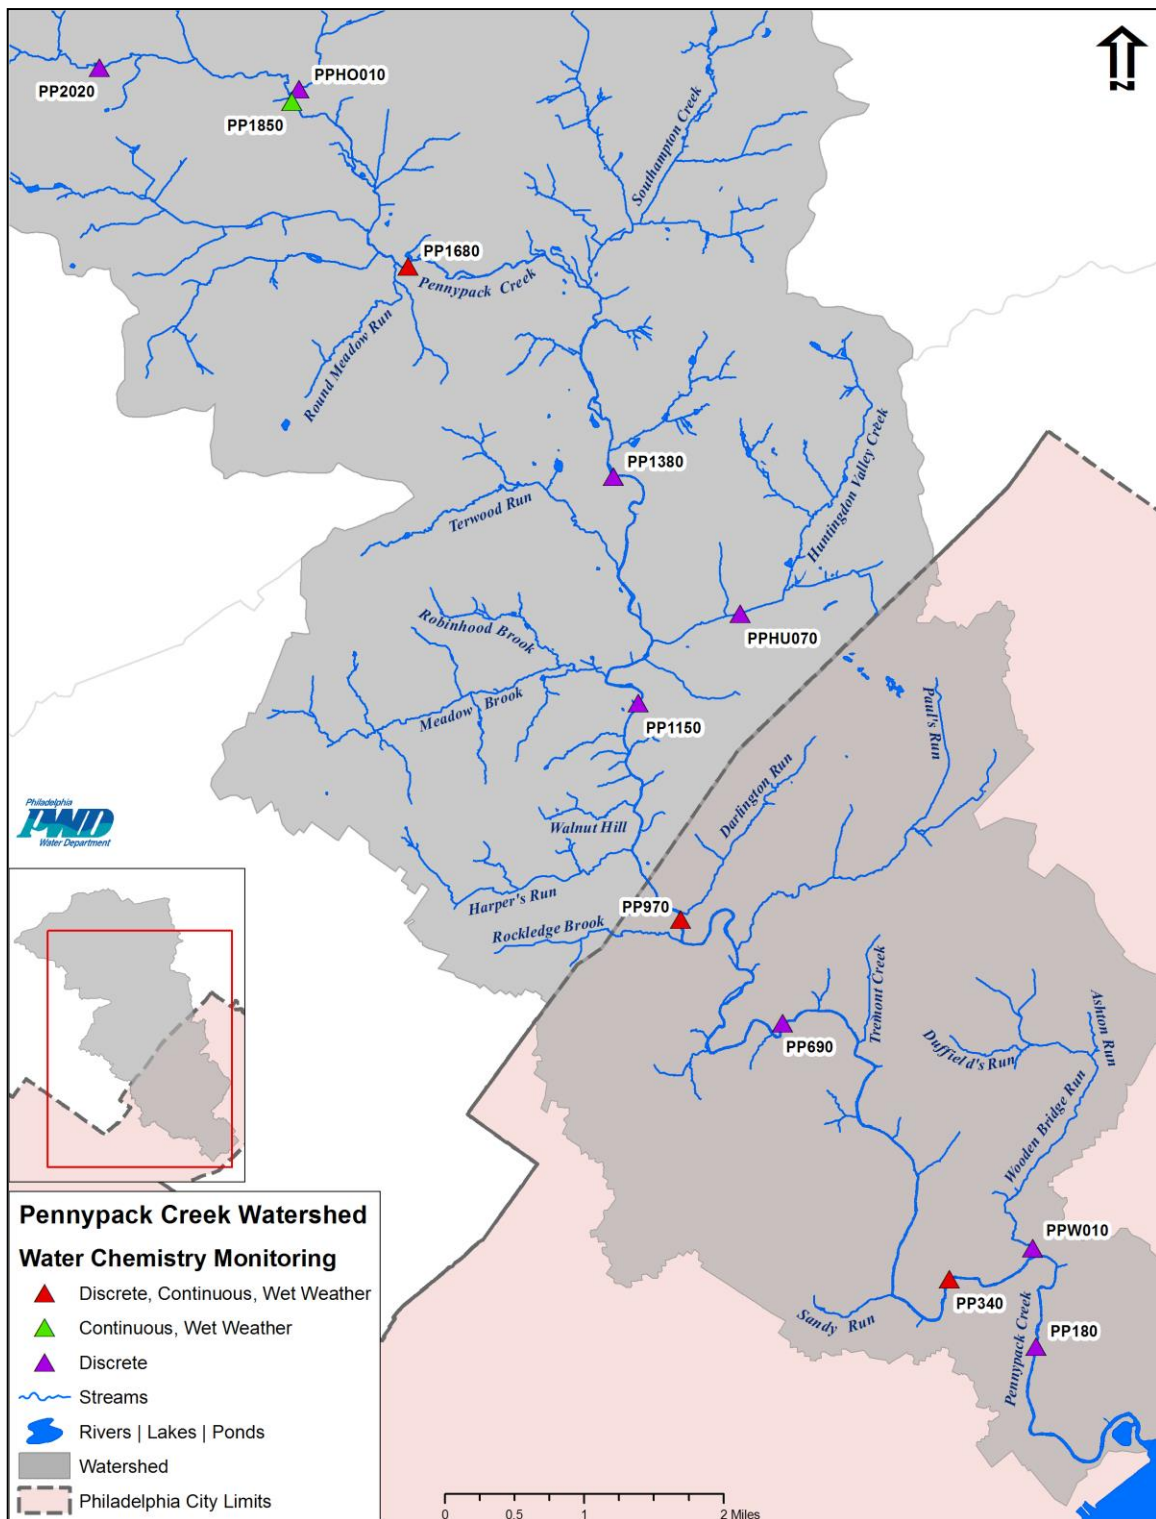 N
PP2020
PPHO010
PP1850
Southampton Creek
PP1680
Pennypack Creek
Round Meadow Run
Huntingdon Valley Creek
PP1380
Terwood Run
Robinhood Brook
PPHU070
Meadow Brook
PP1150
Paul's Run
Darlington Run
Walnut Hill
Harper's Run
PP970
Rockledge Brook
Tremont Creek
Ashton Run
PP690
Duffield's Run
Wooden Bridge Run
PPW010
PP340
Sandy Run
Pennypack Creek
PP180
Philadelphia
PWD
Water Department
Pennypack Creek Watershed
Water Chemistry Monitoring
Discrete, Continuous, Wet Weather
Continuous, Wet Weather
Discrete
Streams
Rivers | Lakes | Ponds
Watershed
Philadelphia City Limits
0 0.5 1 2 Miles